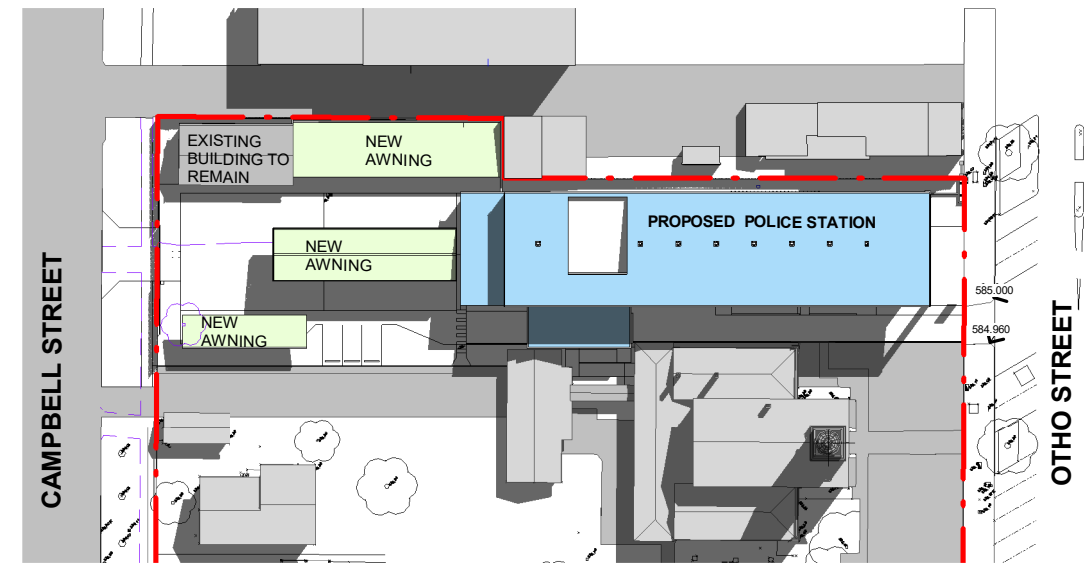 EXISTING
BUILDING TO
REMAIN
NEW
AWNING
PROPOSED POLICE STATION
NEW
AWNING
NEW
AWNING
CAMPBELL STREET
585.000
584.960
OTHO STREET